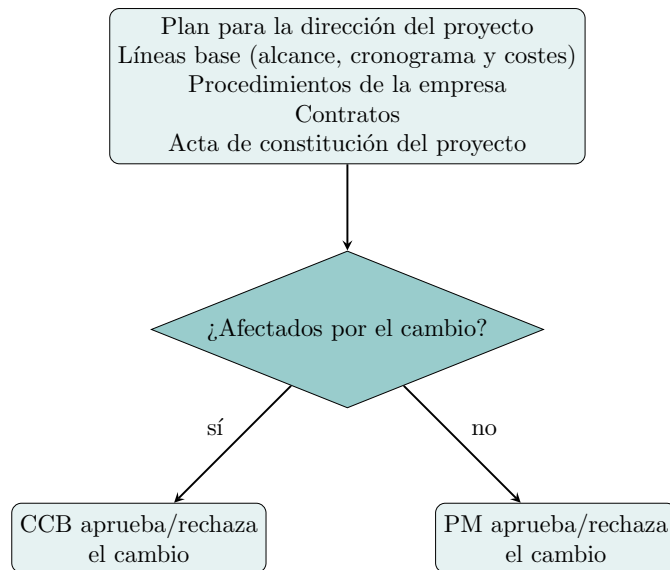 Plan para la dirección del proyecto
Líneas base (alcance, cronograma y costes)
Procedimientos de la empresa
Contratos
Acta de constitución del proyecto
¿Afectados por el cambio?
sí
no
CCB aprueba/rechaza
el cambio
PM aprueba/rechaza
el cambio